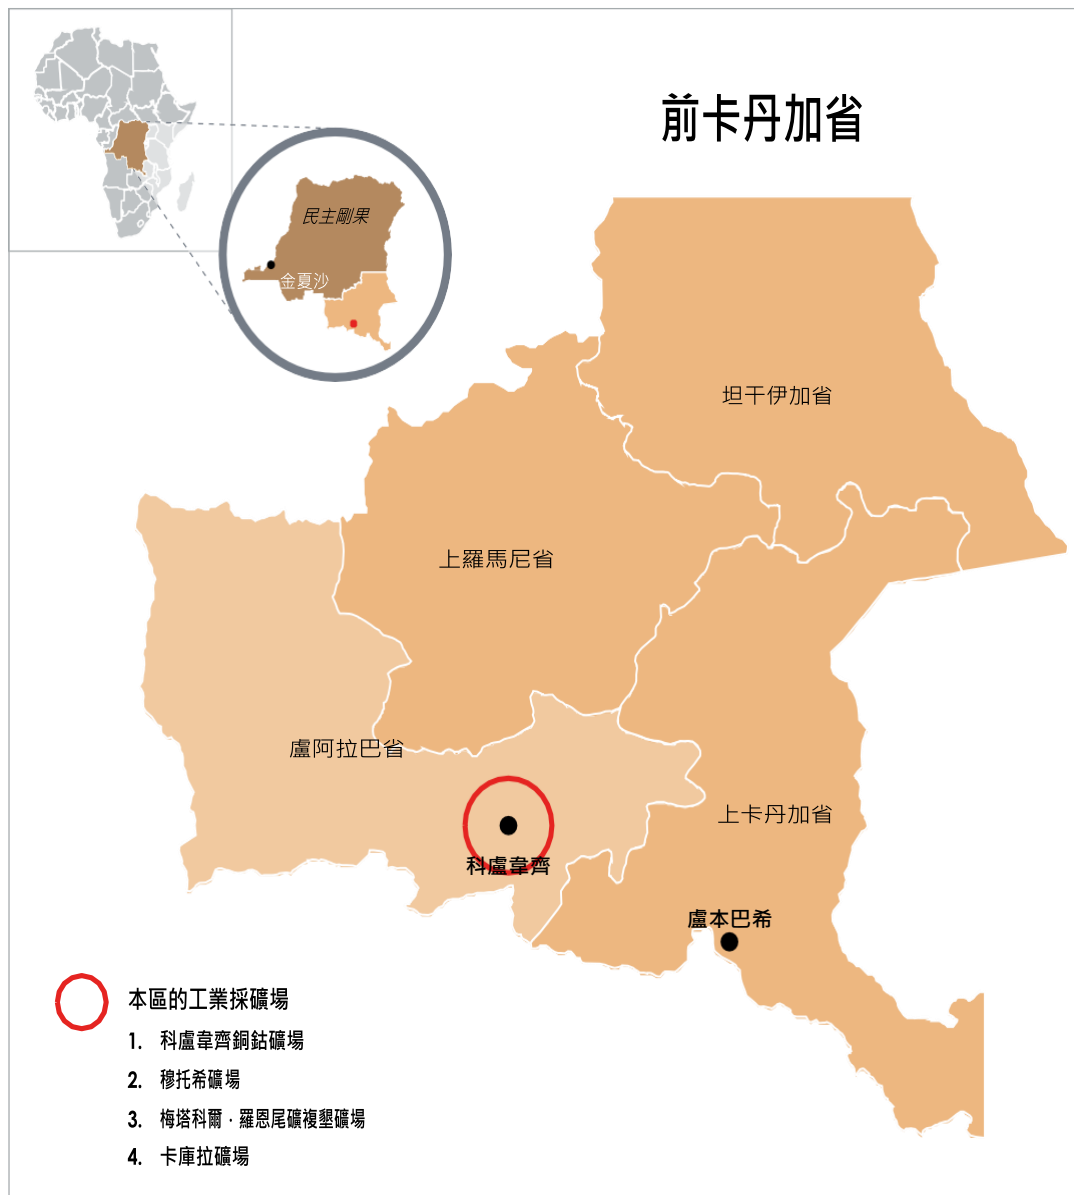 前卡丹加省
民主剛果
金夏沙
坦干伊加省
上羅馬尼省
盧阿拉巴省
上卡丹加省
科盧韋齊
盧本巴希
本區的工業採礦場
1. 科盧韋齊銅鈷礦場
2. 穆托希礦場
3. 梅塔科爾．羅恩尾礦複墾礦場
4. 卡庫拉礦場